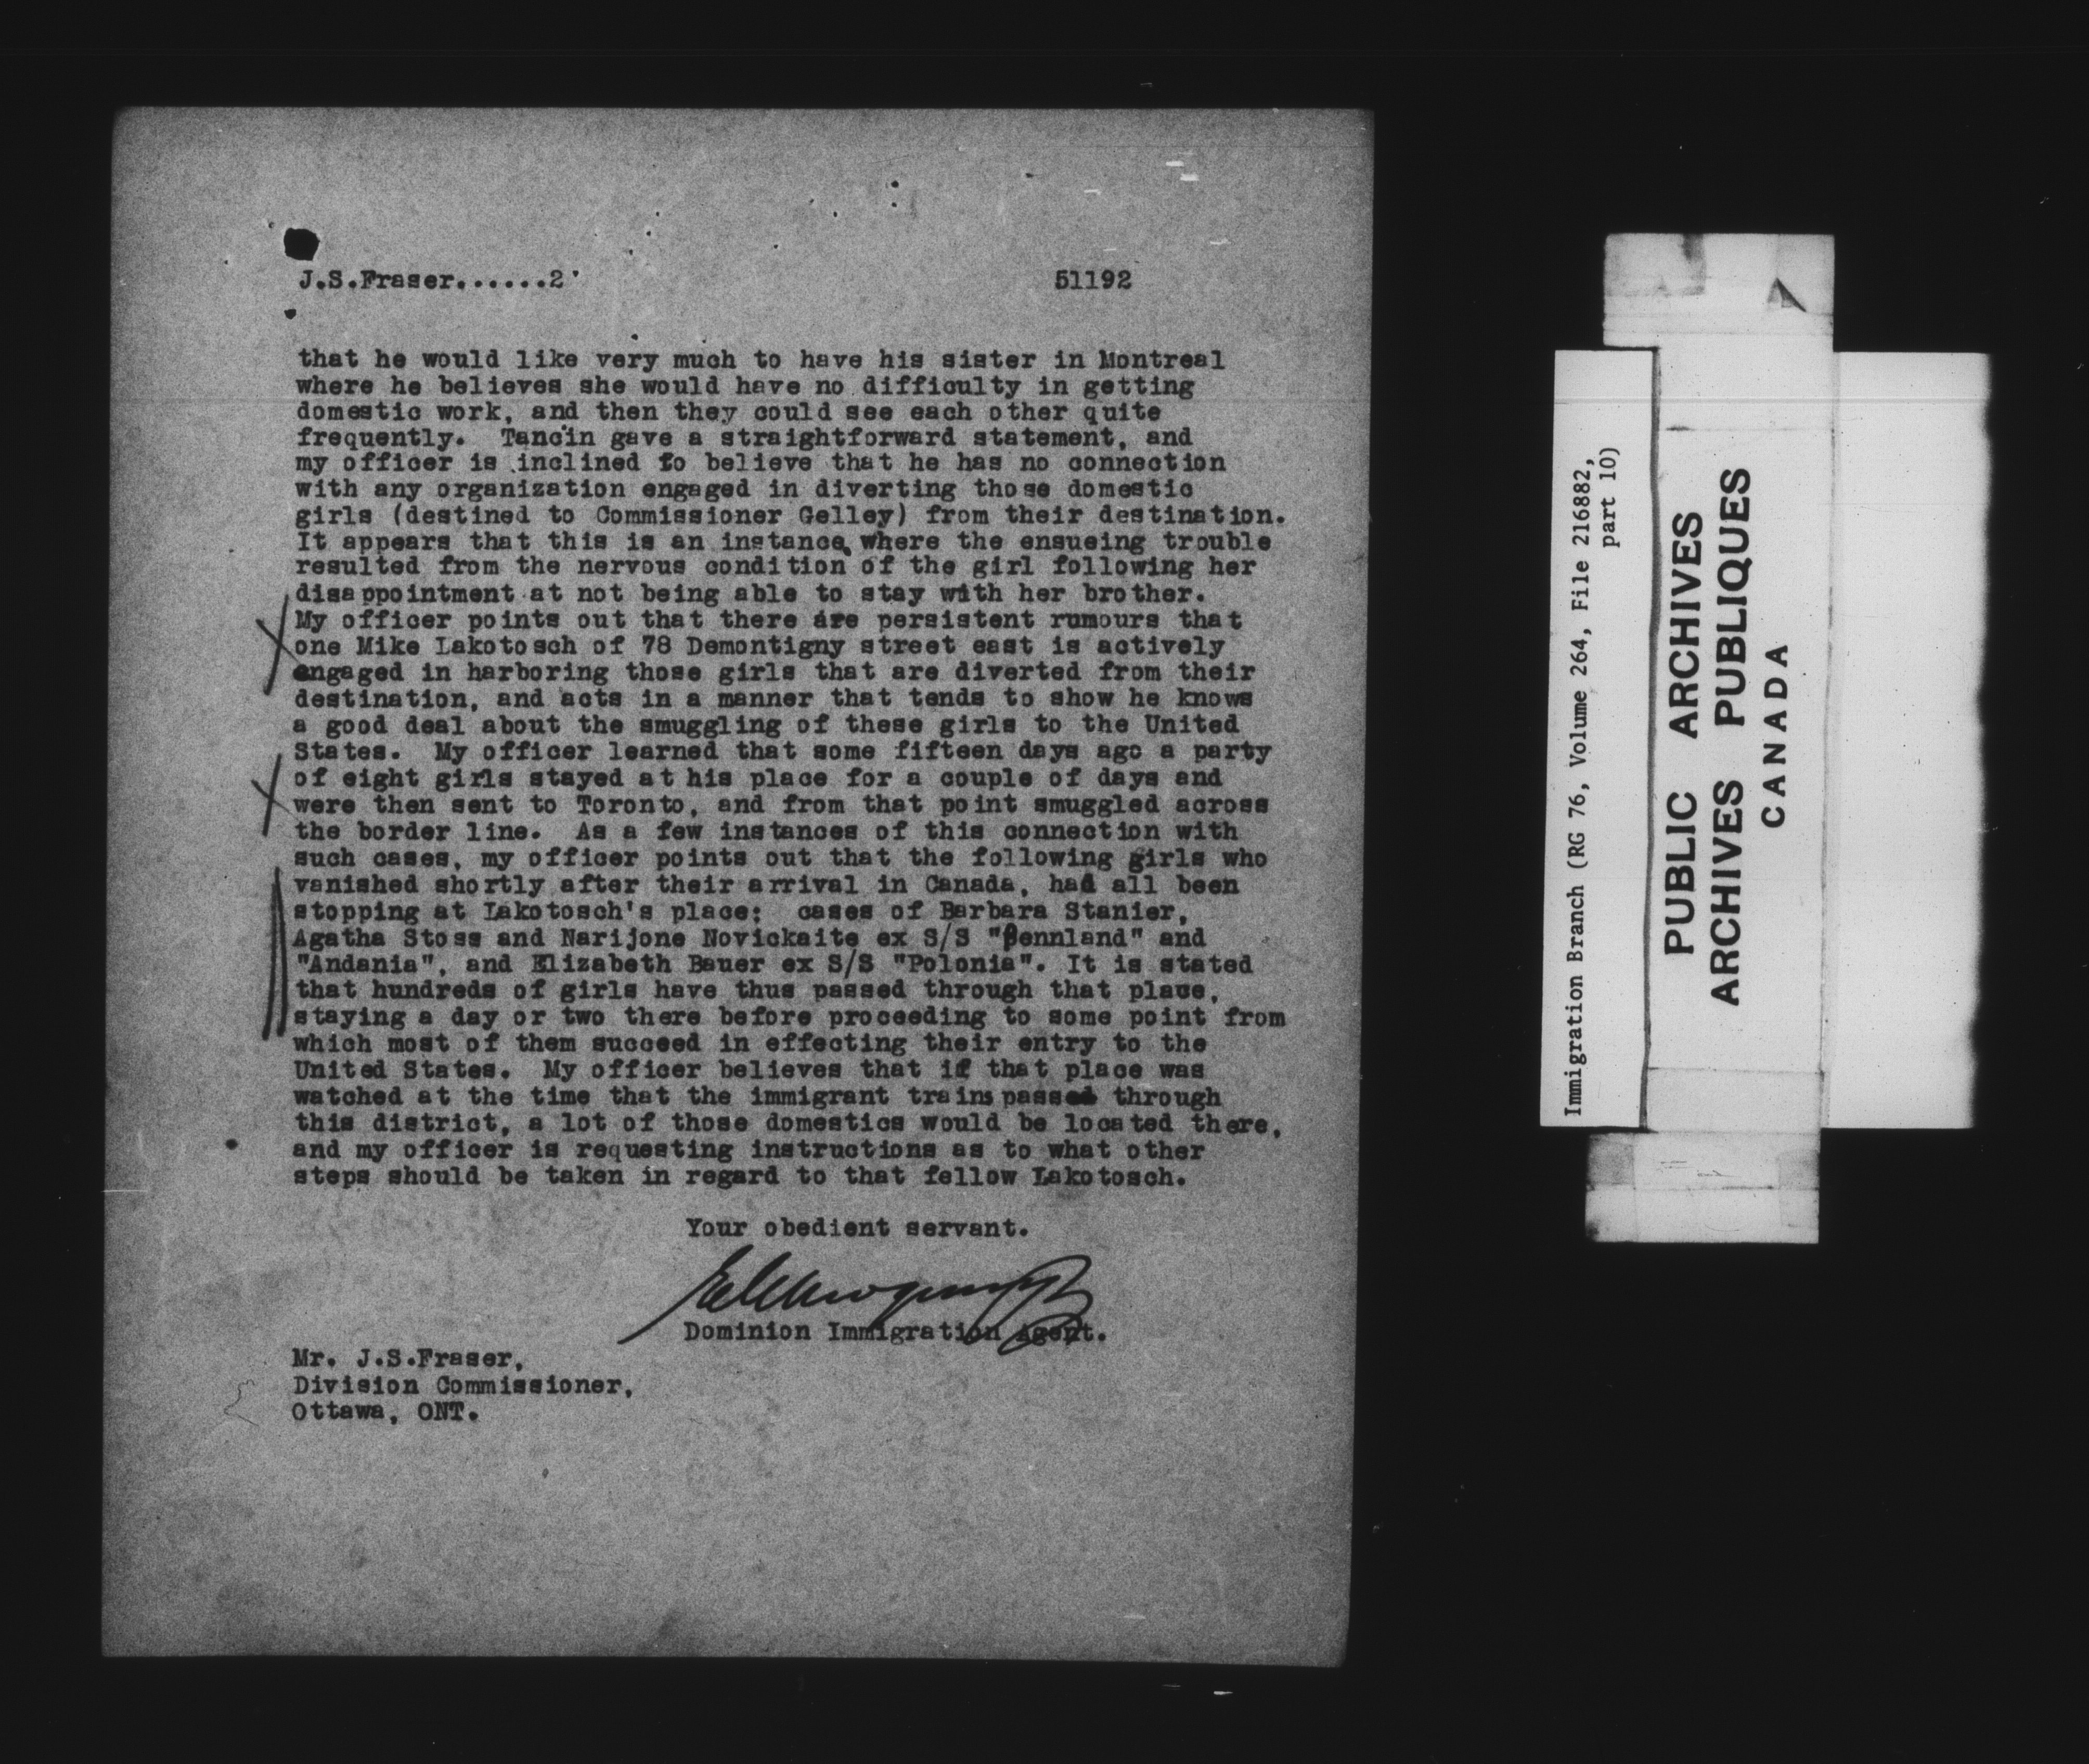 J.S.Fraser......2
51192
that he would like very much to have his sister in Montreal
where he believes she would have no difficulty in getting
domestic work, and then they could see each other quite
frequently. Tancin gave a straightforward statement, and
my officer is inclined to believe that he has no connection
with any organization engaged in diverting those domestic
girls (destined to Commissioner Gelley) from their destination.
It appears that this is an instance where the ensueing trouble
resulted from the nervous condition of the girl following her
disappointment at not being able to stay with her brother.
My officer points out that there are persistent rumours that
one Mike Lakotosch of 78 Demontigny street east is actively
engaged in harboring those girls that are diverted from their
destination, and acts in a manner that tends to show he knows
a good deal about the smuggling of these girls to the United
States. My officer learned that some fifteen days ago a party
of eight girls stayed at his place for a couple of days and
were then sent to Toronto, and from that point smuggled across
the border line. As a few instances of this connection with
such cases, my officer points out that the following girls who
vanished shortly after their arrival in Canada, had all been
stopping at Lakotosch's place: cases of Barbara Stanier,
Agatha Stoss and Narijone Novickaite ex S/S "Pennland" and
"Andania", and Elizabeth Bauer ex S/S "Polonia". It is stated
that hundreds of girls have thus passed through that place,
staying a day or two there before proceeding to some point from
which most of them succeed in effecting their entry to the
United States. My officer believes that if that place was
watched at the time that the immigrant trains passed through
this district, a lot of those domestics would be located there,
and my officer is requesting instructions as to what other
steps should be taken in regard to that fellow Lakotosch.
Your obedient servant.
Dominion Immigration Agent.
Mr. J.S.Fraser,
Division Commissioner,
Ottawa, ONT.
Immigration Branch (RG 76, Volume 264, File 216882,
part 10)
PUBLIC ARCHIVES
ARCHIVES PUBLIQUES
CANADA